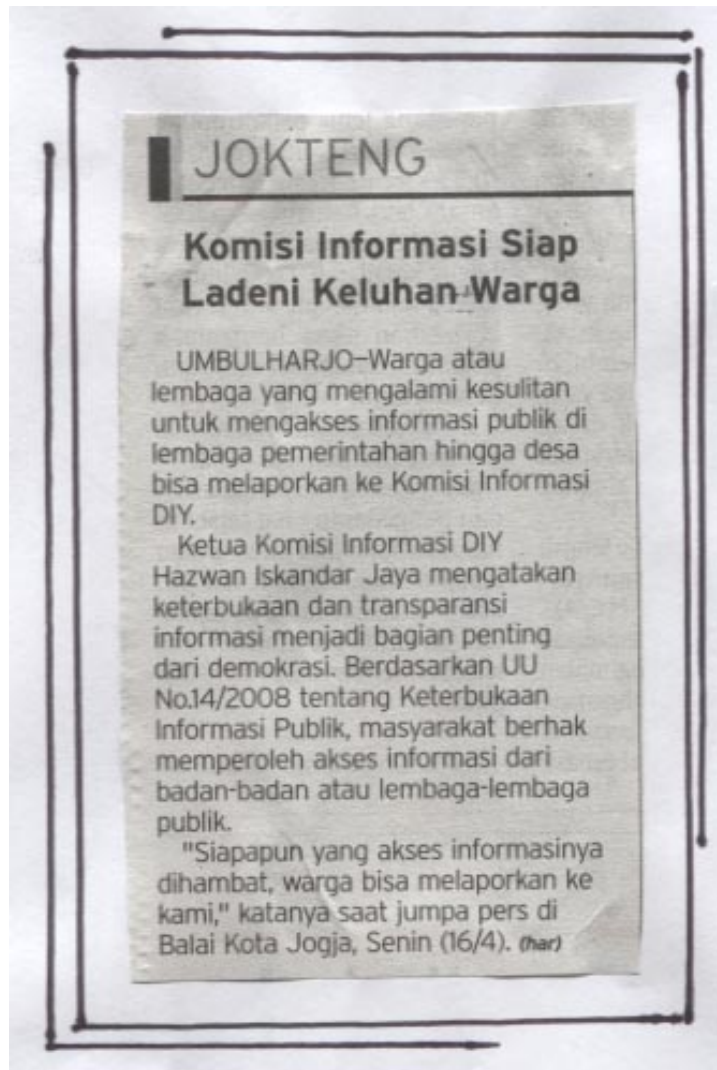 JOKTENG
Komisi Informasi Siap
Ladeni Keluhan Warga
UMBULHARJO–Warga atau
lembaga yang mengalami kesulitan
untuk mengakses informasi publik di
lembaga pemerintahan hingga desa
bisa melaporkan ke Komisi Informasi
DIY.
Ketua Komisi Informasi DIY
Hazwan Iskandar Jaya mengatakan
keterbukaan dan transparansi
informasi menjadi bagian penting
dari demokrasi. Berdasarkan UU
No.14/2008 tentang Keterbukaan
Informasi Publik, masyarakat berhak
memperoleh akses informasi dari
badan-badan atau lembaga-lembaga
publik.
"Siapapun yang akses informasinya
dihambat, warga bisa melaporkan ke
kami," katanya saat jumpa pers di
Balai Kota Jogja, Senin (16/4). (har)